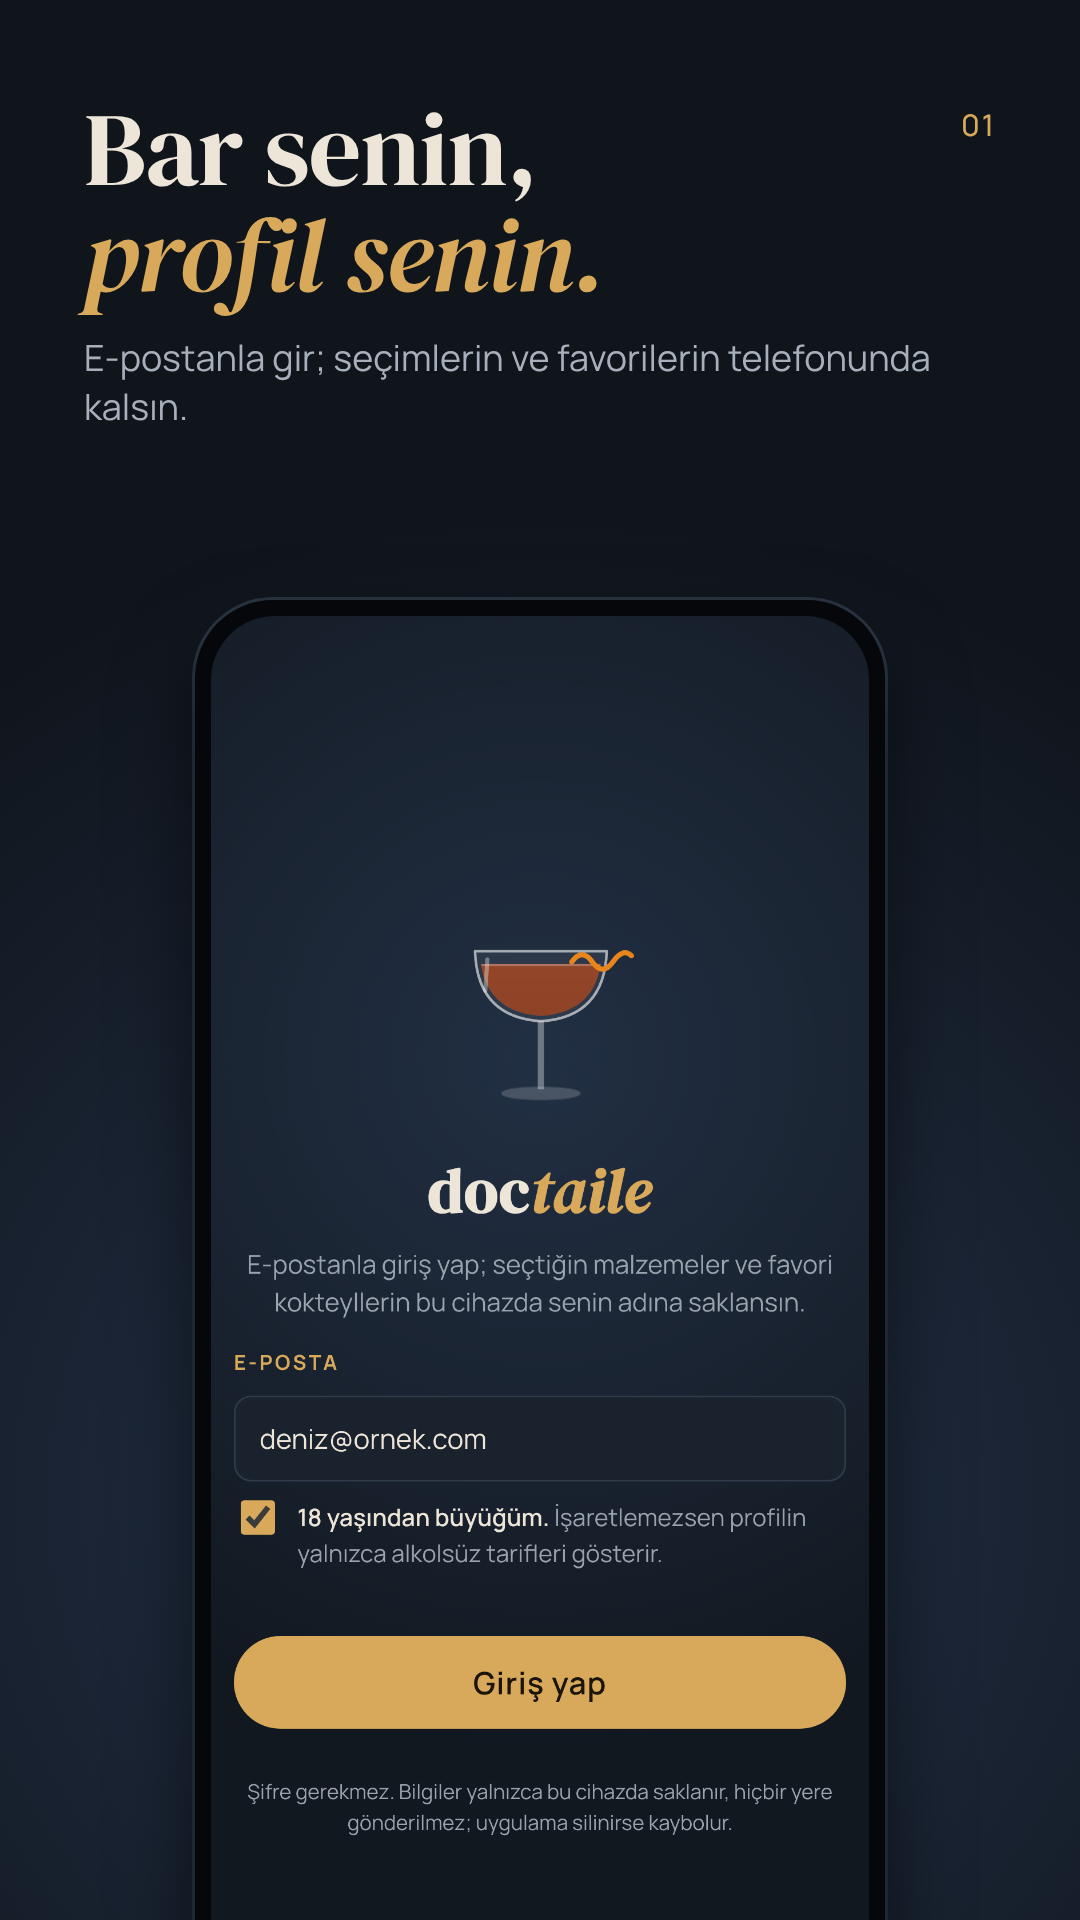 Bar senin,
01
profil senin.
E-postanla gir; seçimlerin ve favorilerin telefonunda
kalsın.
doctaile
E-postanla giriş yap; seçtiğin malzemeler ve favori
kokteyllerin bu cihazda senin adına saklansın.
E-POSTA
deniz@ornek.com
18 yaşından büyüğüm. İşaretlemezsen profilin
yalnızca alkolsüz tarifleri gösterir.
Giriş yap
Şifre gerekmez. Bilgiler yalnızca bu cihazda saklanır, hiçbir yere
gönderilmez; uygulama silinirse kaybolur.